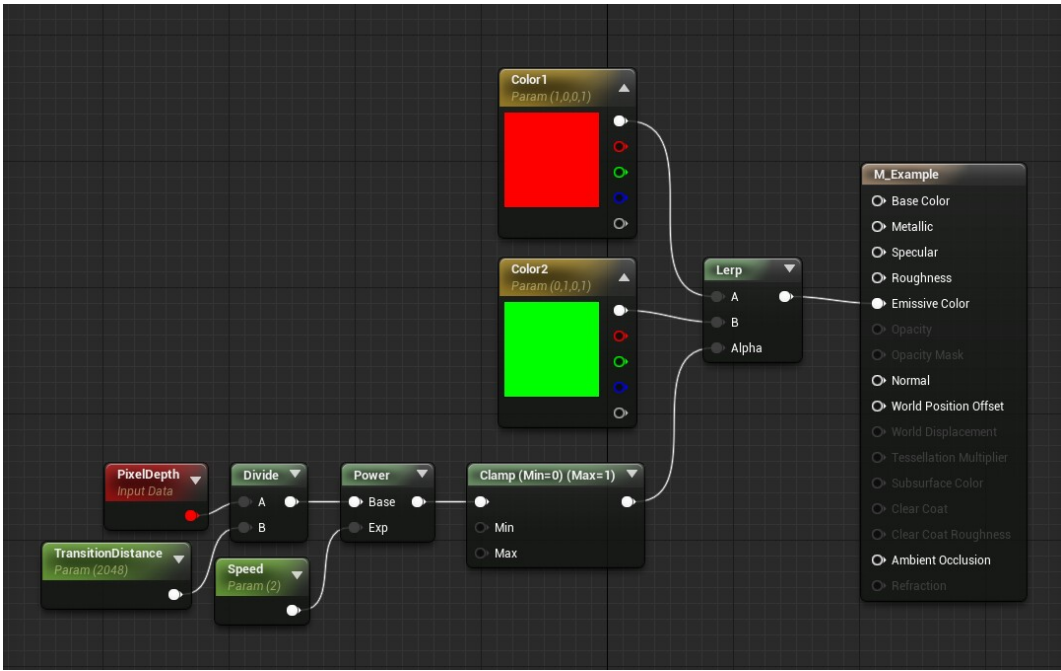 Color1
Param (1,0,0,1)
Color2
Param (0,1,0,1)
Lerp
A
B
Alpha
M_Example
Base Color
Metallic
Specular
Roughness
Emissive Color
Opacity
Opacity Mask
Normal
World Position Offset
World Displacement
Tessellation Multiplier
Subsurface Color
Clear Coat
Clear Coat Roughness
Ambient Occlusion
Refraction
PixelDepth
Input Data
TransitionDistance
Param (2048)
Divide
A
B
Speed
Param (2)
Power
Base
Exp
Clamp (Min=0) (Max=1)
Min
Max